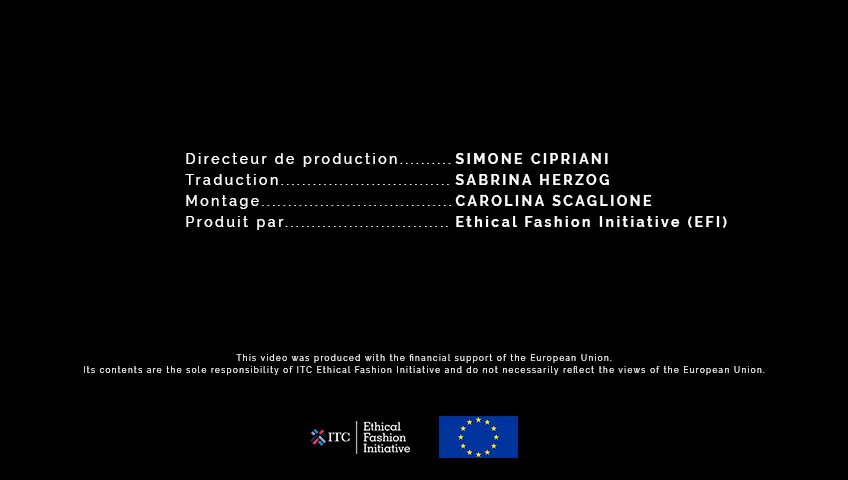 Directeur de production.......... SIMONE CIPRIANI
Traduction................................ SABRINA HERZOG
Montage.................................... CAROLINA SCAGLIONE
Produit par............................... Ethical Fashion Initiative (EFI)
This video was produced with the financial support of the European Union.
Its contents are the sole responsibility of ITC Ethical Fashion Initiative and do not necessarily reflect the views of the European Union.
ITC
Ethical
Fashion
Initiative